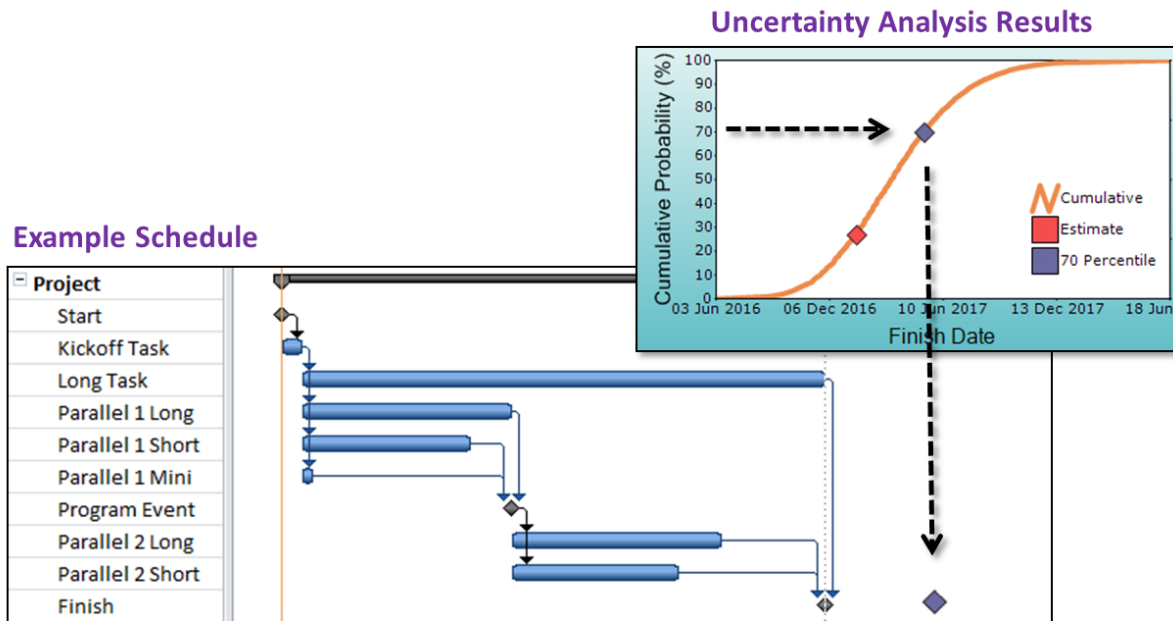 Uncertainty Analysis Results
Cumulative Probability (%)
100
90
80
70
60
50
40
30
20
10
0
03 Jun 2016 06 Dec 2016 10 Jun 2017 13 Dec 2017 18 Jun
Finish Date
Cumulative
Estimate
70 Percentile
Example Schedule
Project
Start
Kickoff Task
Long Task
Parallel 1 Long
Parallel 1 Short
Parallel 1 Mini
Program Event
Parallel 2 Long
Parallel 2 Short
Finish